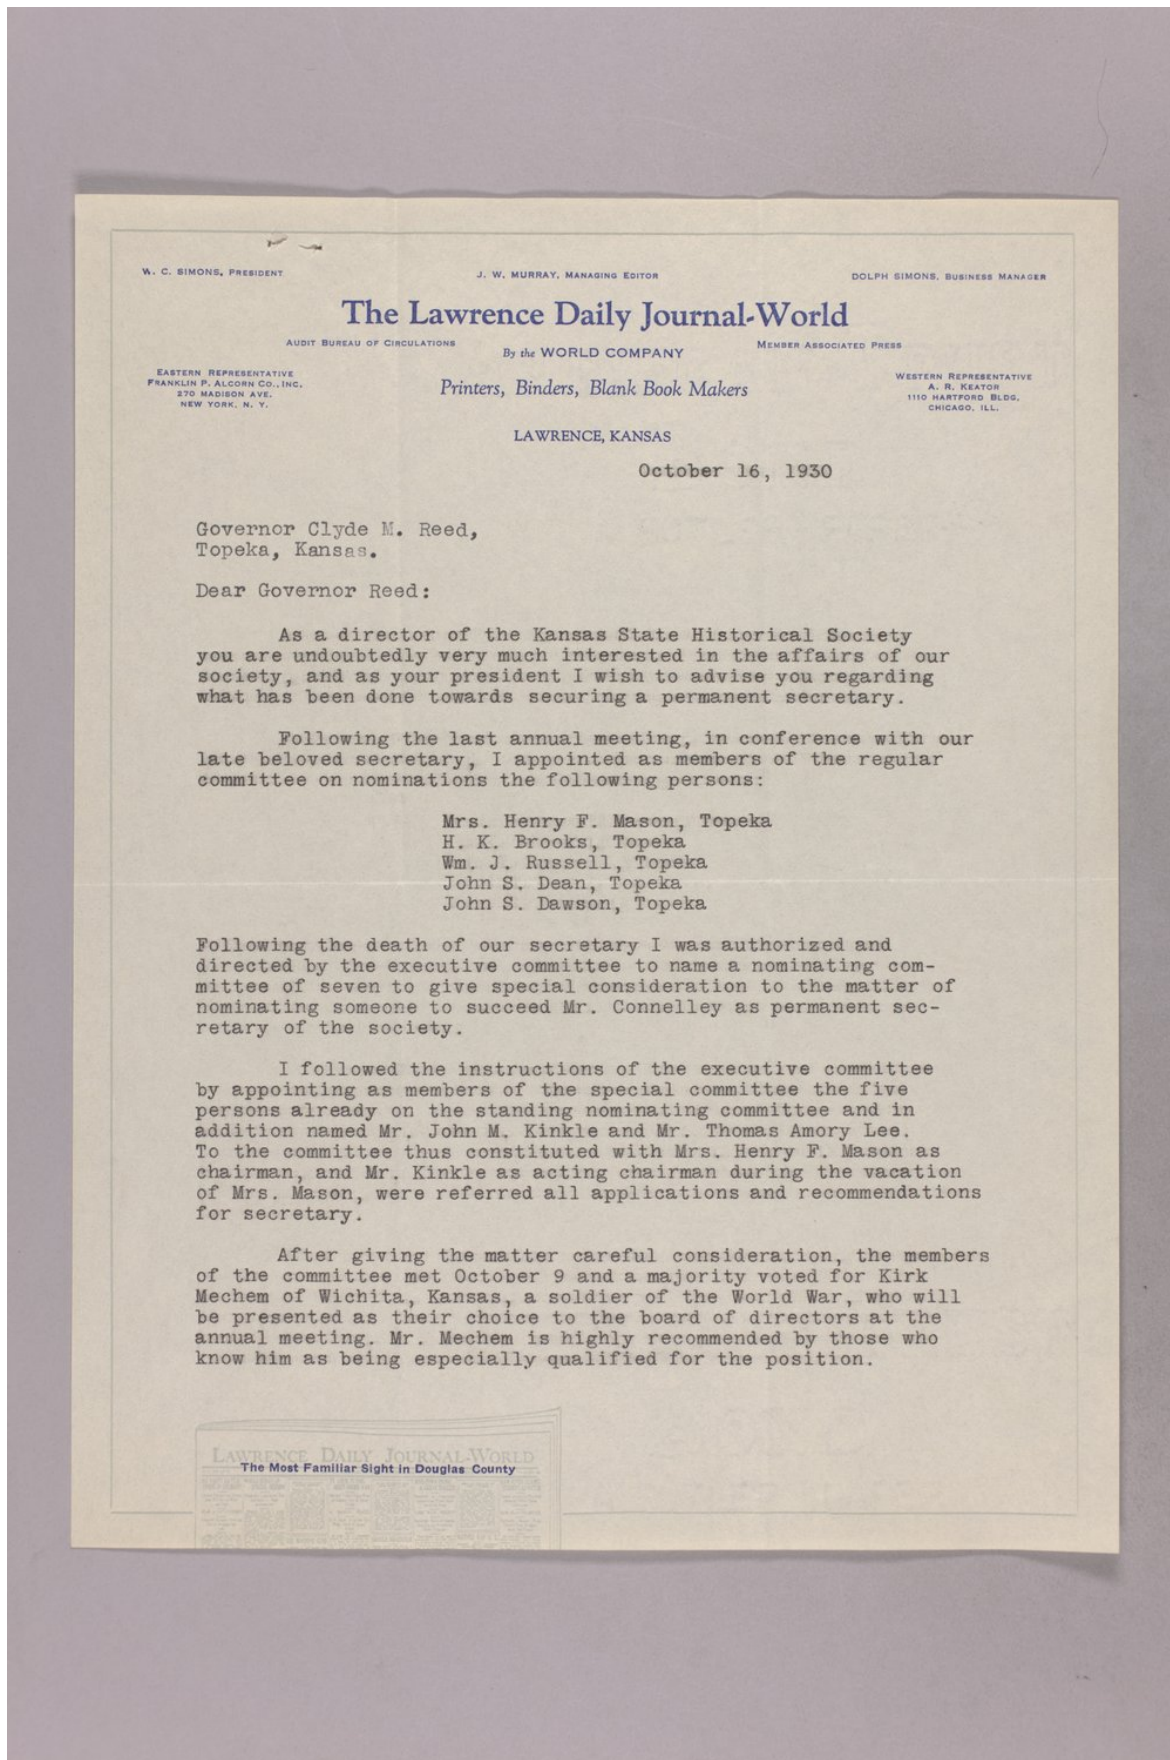 W. C. SIMONS, PRESIDENT
J. W. MURRAY, MANAGING EDITOR
DOLPH SIMONS, BUSINESS MANAGER
The Lawrence Daily Journal-World
AUDIT BUREAU OF CIRCULATIONS
By the WORLD COMPANY
MEMBER ASSOCIATED PRESS
EASTERN REPRESENTATIVE
FRANKLIN P. ALCORN CO., INC.
270 MADISON AVE.
NEW YORK, N. Y.
Printers, Binders, Blank Book Makers
WESTERN REPRESENTATIVE
A. R. KEATOR
1110 HARTFORD BLDG.
CHICAGO, ILL.
LAWRENCE, KANSAS
October 16, 1930
Governor Clyde M. Reed,
Topeka, Kansas.
Dear Governor Reed:
As a director of the Kansas State Historical Society
you are undoubtedly very much interested in the affairs of our
society, and as your president I wish to advise you regarding
what has been done towards securing a permanent secretary.
Following the last annual meeting, in conference with our
late beloved secretary, I appointed as members of the regular
committee on nominations the following persons:
Mrs. Henry F. Mason, Topeka
H. K. Brooks, Topeka
Wm. J. Russell, Topeka
John S. Dean, Topeka
John S. Dawson, Topeka
Following the death of our secretary I was authorized and
directed by the executive committee to name a nominating com-
mittee of seven to give special consideration to the matter of
nominating someone to succeed Mr. Connelley as permanent sec-
retary of the society.
I followed the instructions of the executive committee
by appointing as members of the special committee the five
persons already on the standing nominating committee and in
addition named Mr. John M. Kinkle and Mr. Thomas Amory Lee.
To the committee thus constituted with Mrs. Henry F. Mason as
chairman, and Mr. Kinkle as acting chairman during the vacation
of Mrs. Mason, were referred all applications and recommendations
for secretary.
After giving the matter careful consideration, the members
of the committee met October 9 and a majority voted for Kirk
Mechem of Wichita, Kansas, a soldier of the World War, who will
be presented as their choice to the board of directors at the
annual meeting. Mr. Mechem is highly recommended by those who
know him as being especially qualified for the position.
LAWRENCE DAILY JOURNAL-WORLD
The Most Familiar Sight in Douglas County